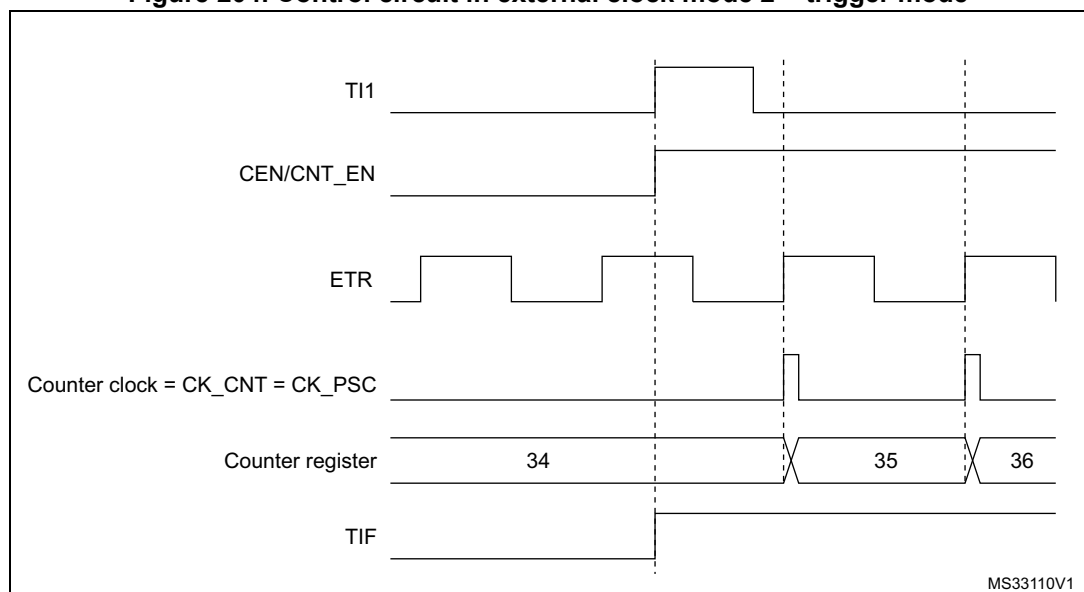 Figure Control circuit in external clock mode 2 + trigger mode
TI1
CEN/CNT_EN
ETR
Counter clock = CK_CNT = CK_PSC
Counter register 34 35 36
TIF
MS33110V1